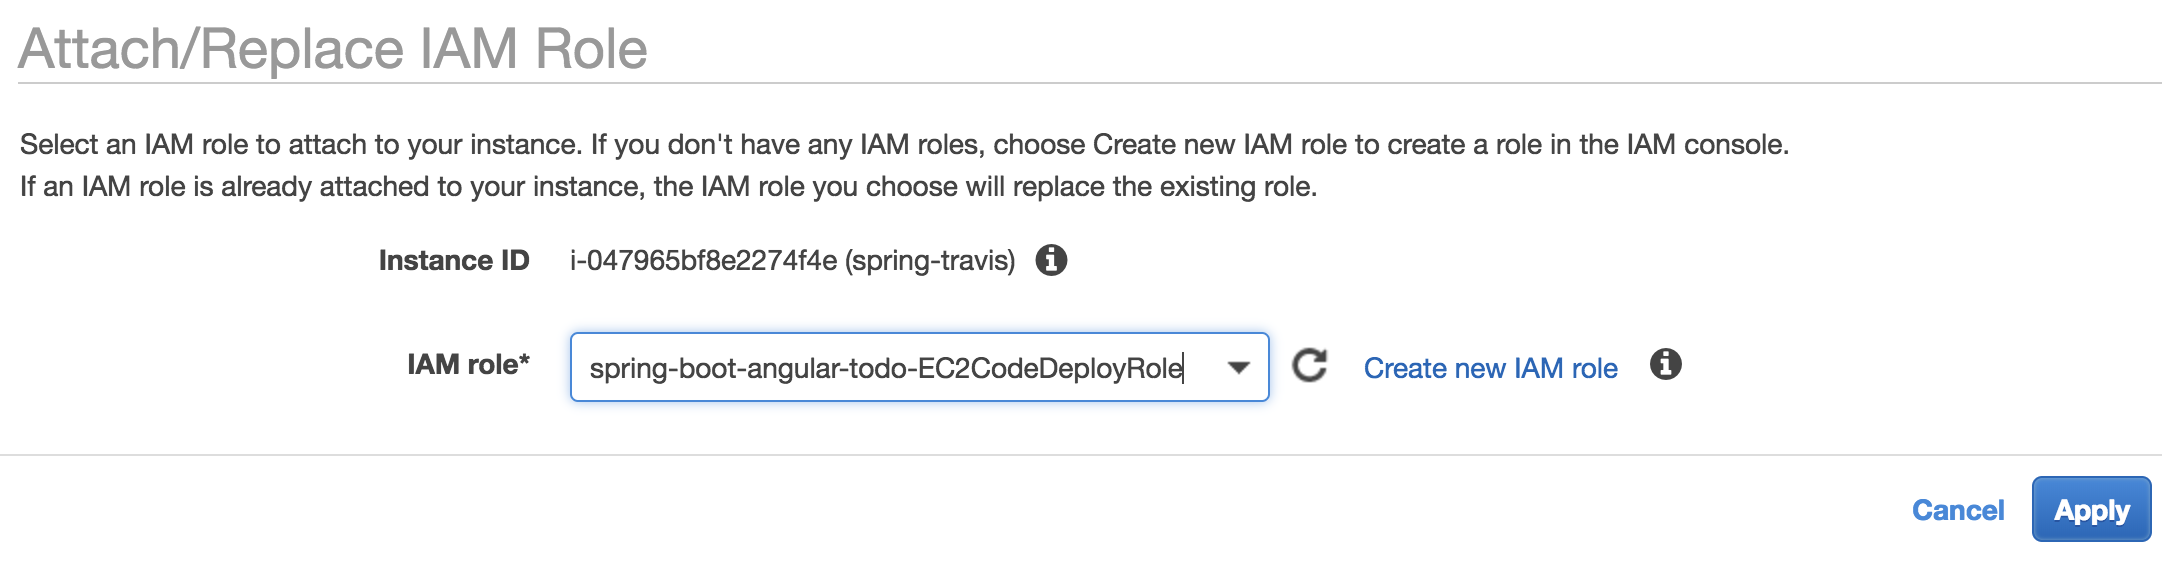 Attach/Replace IAM Role
Select an IAM role to attach to your instance. If you don't have any IAM roles, choose Create new IAM role to create a role in the IAM console.
If an IAM role is already attached to your instance, the IAM role you choose will replace the existing role.
Instance ID i-047965bf8e2274f4e (spring-travis)
IAM role* spring-boot-angular-todo-EC2CodeDeployRole Create new IAM role
Cancel Apply